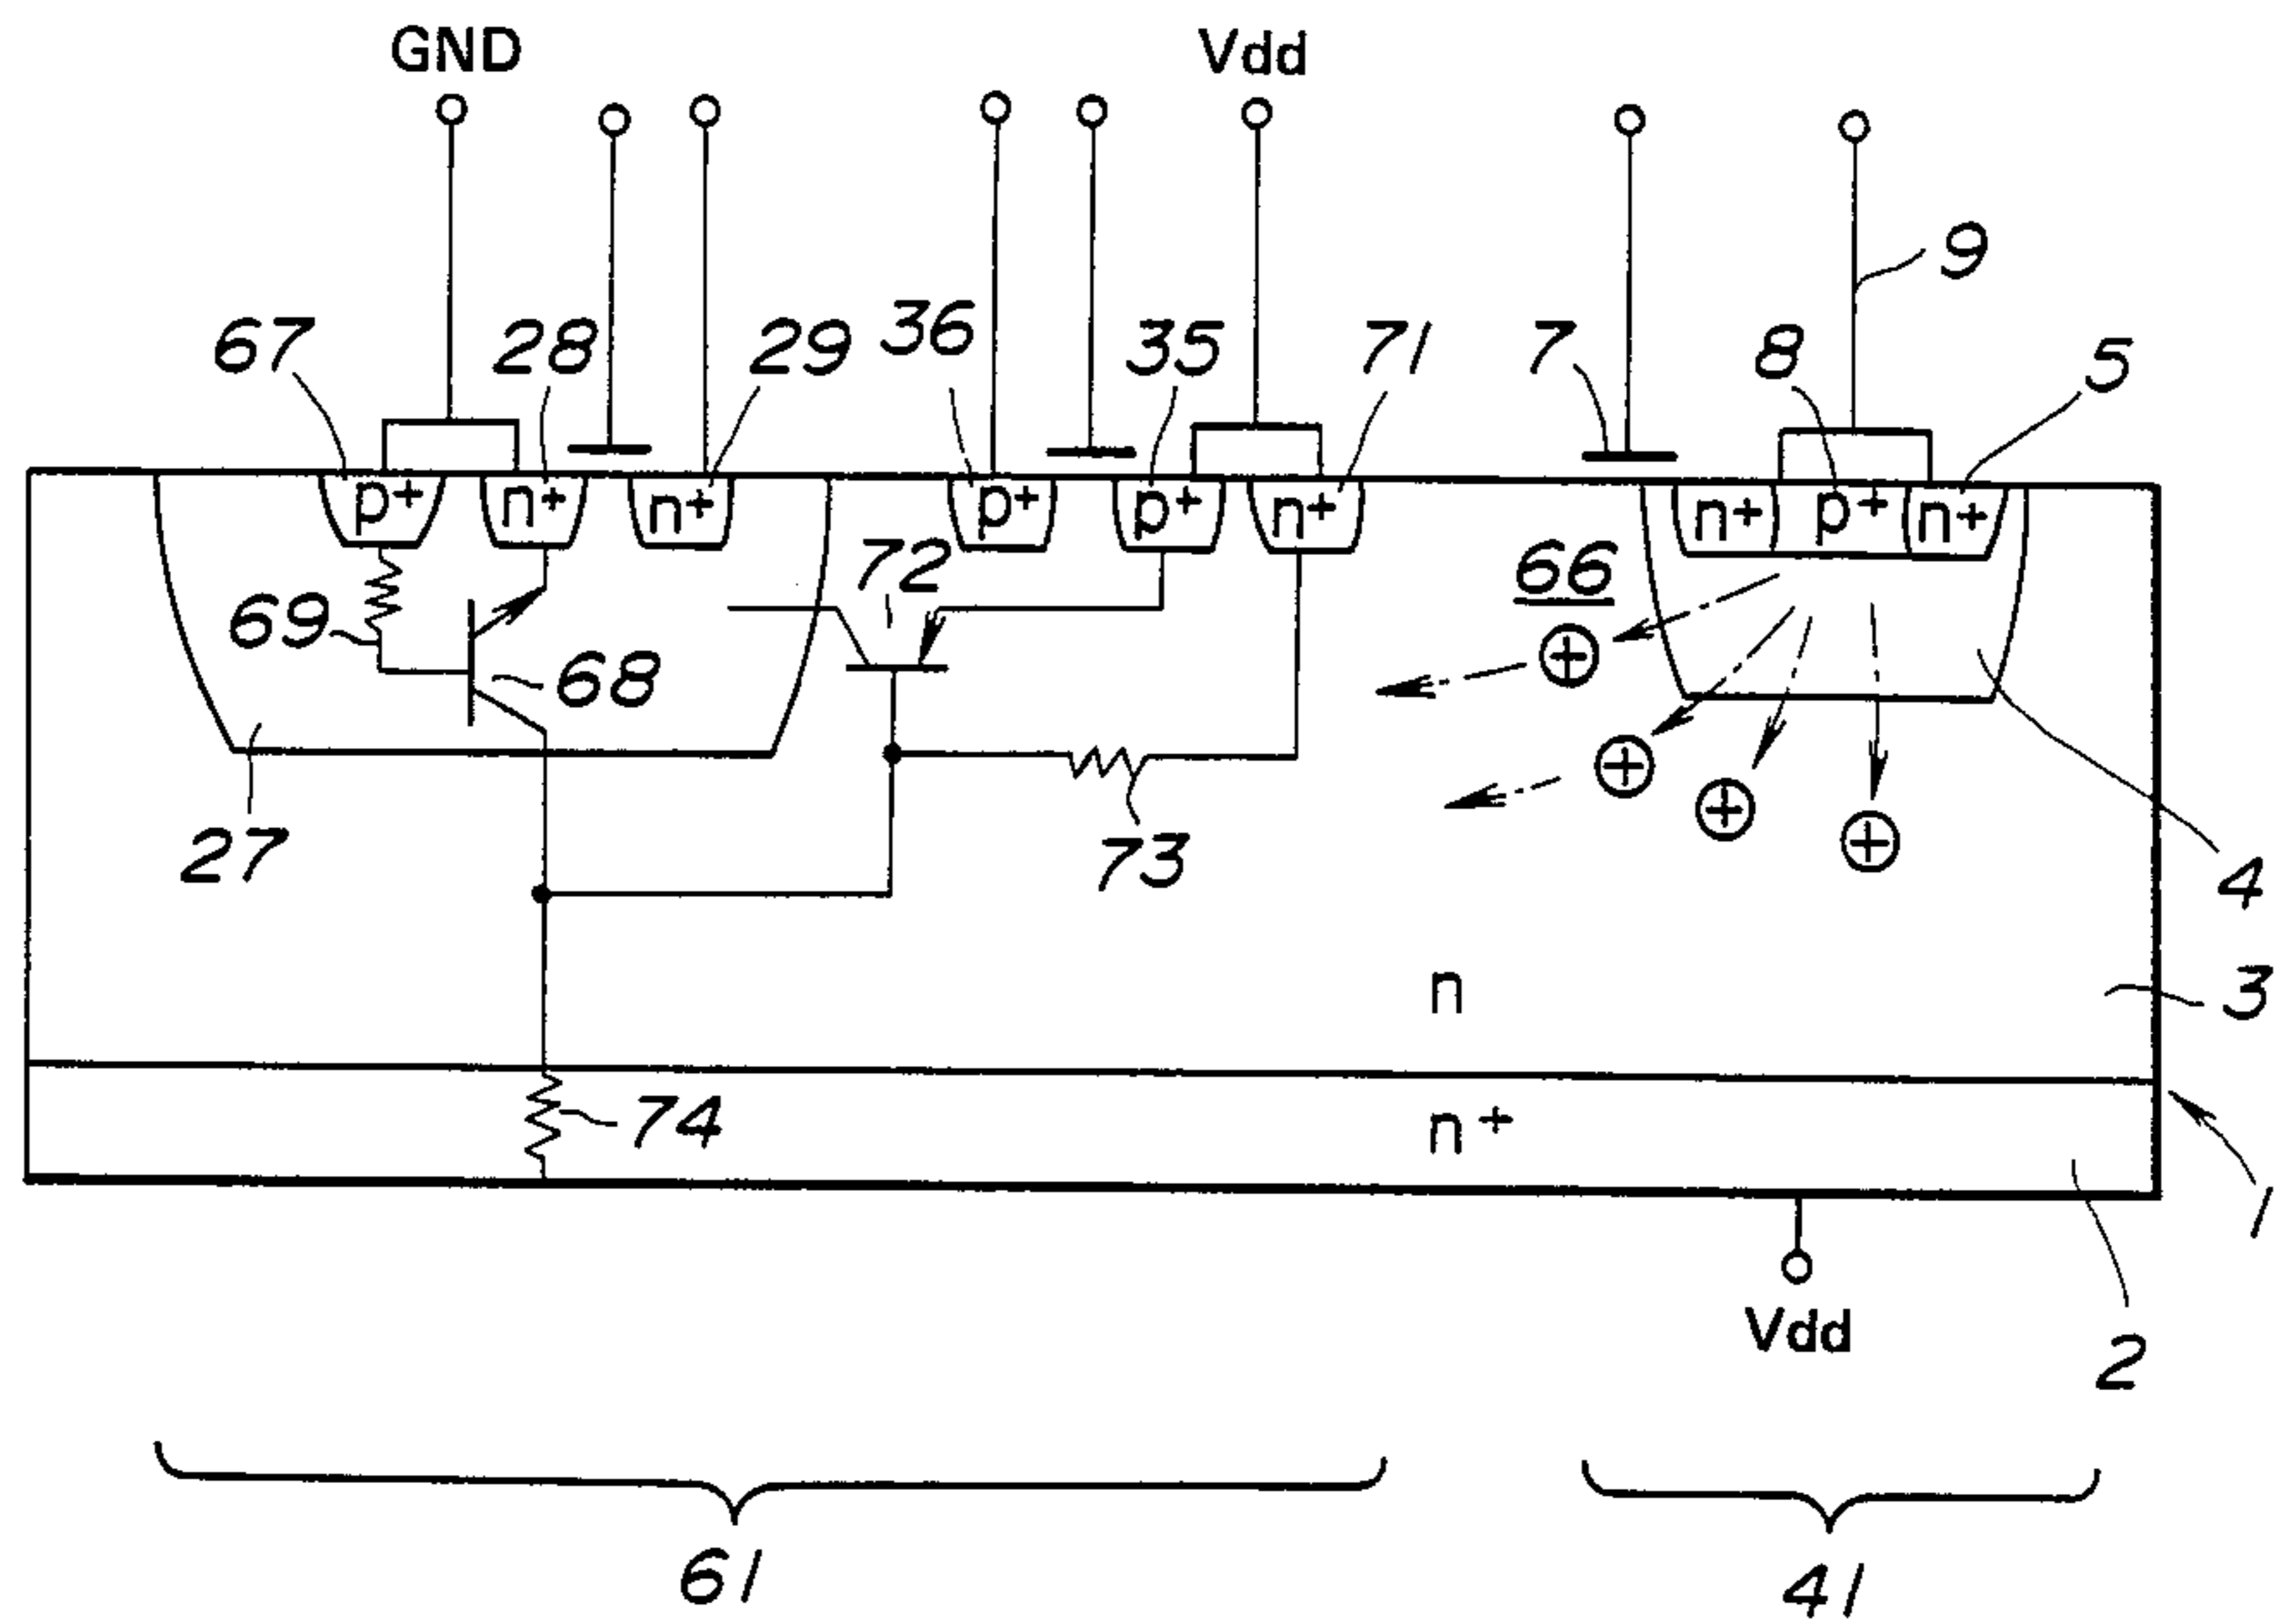 GND Vdd
9
67 28 29 36 35 71 7 8 5
p+ n+ n+ p+ p+ n+ n+ p+ n+
72 66
69 68
27 73 4
n 3
74 n+
1
Vdd 2
61 41